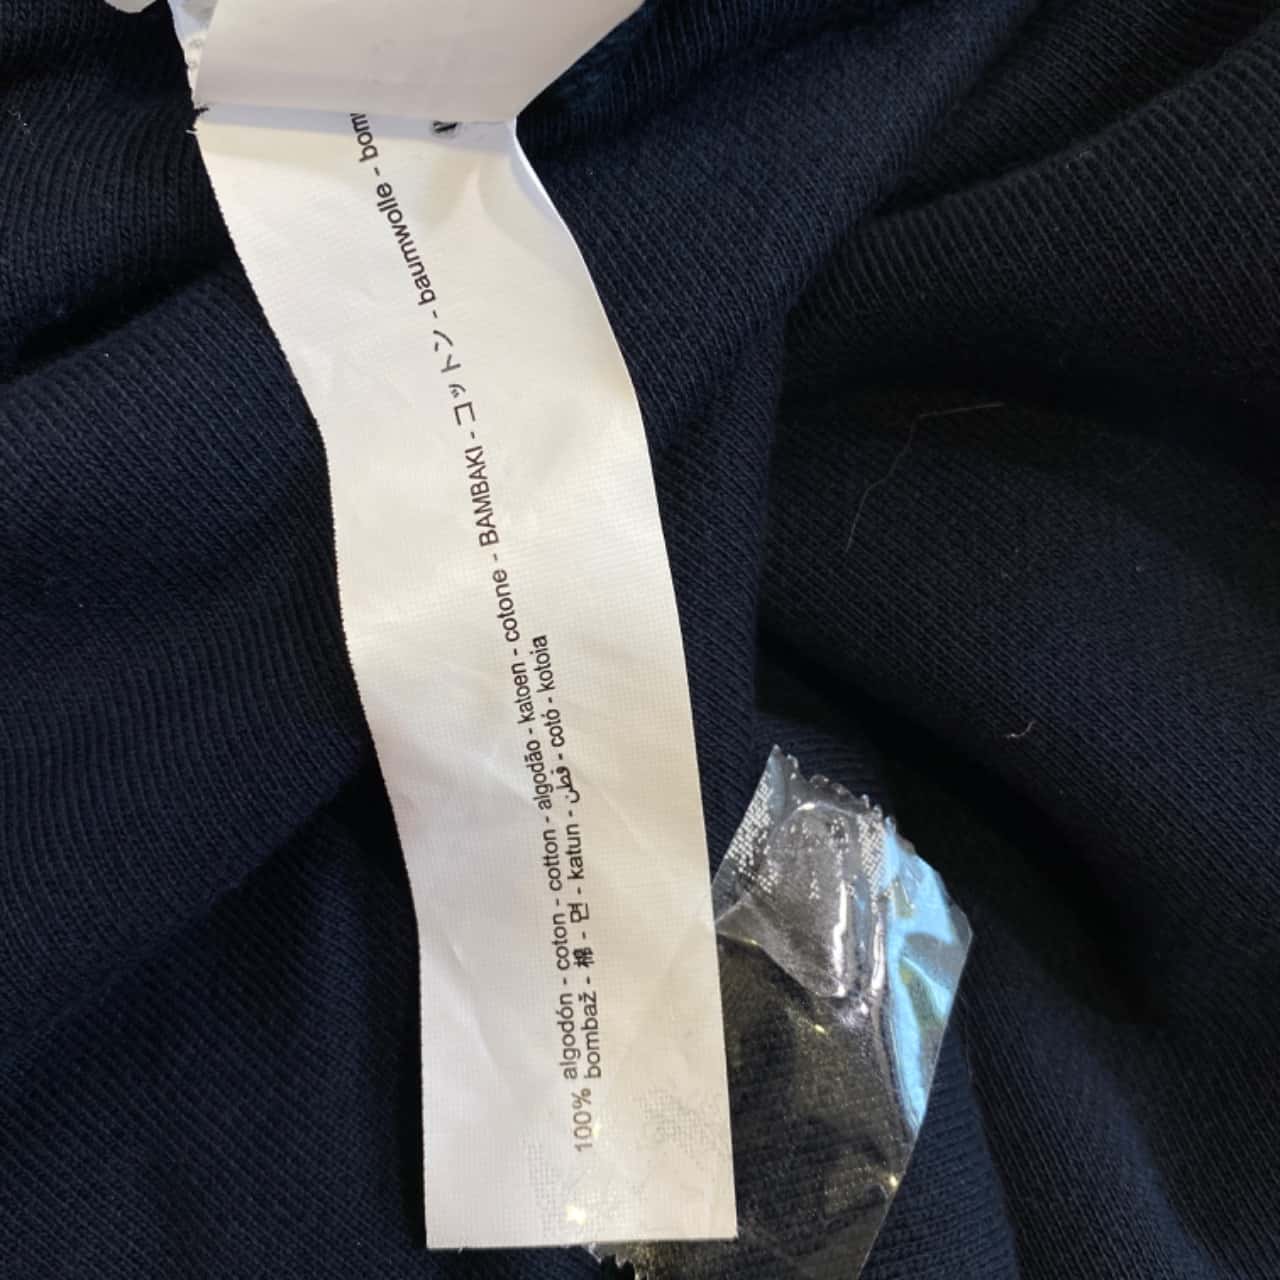 100% algodón - coton - cotton - algodão - katoen - cotone - BAMBAKI - コットン - baumwolle - bom
bombaž - 棉 - 면 - katun - قطن - cotó - kotoia